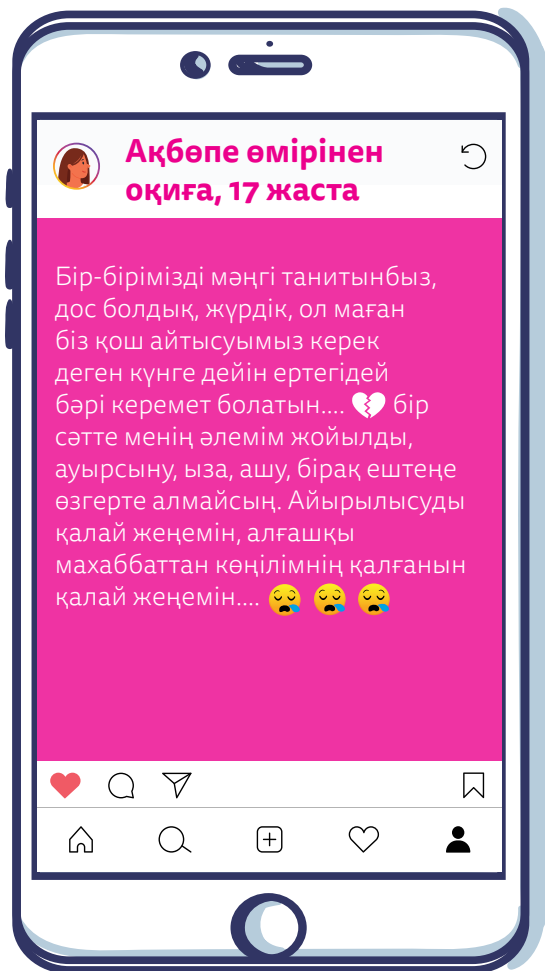 Ақбөпе өмірінен
оқиға, 17 жаста
Бір-бірімізді мәңгі танитынбыз,
дос болдық, жүрдік, ол маған
біз қош айтысуымыз керек
деген күнге дейін ертегідей
бәрі керемет болатын.... 💔 бір
сәтте менің әлемім жойылды,
ауырсыну, ыза, ашу, бірақ ештеңе
өзгерте алмайсың. Айырылысуды
қалай жеңемін, алғашқы
махаббаттан көңілімнің қалғанын
қалай жеңемін.... 😪 😪 😪